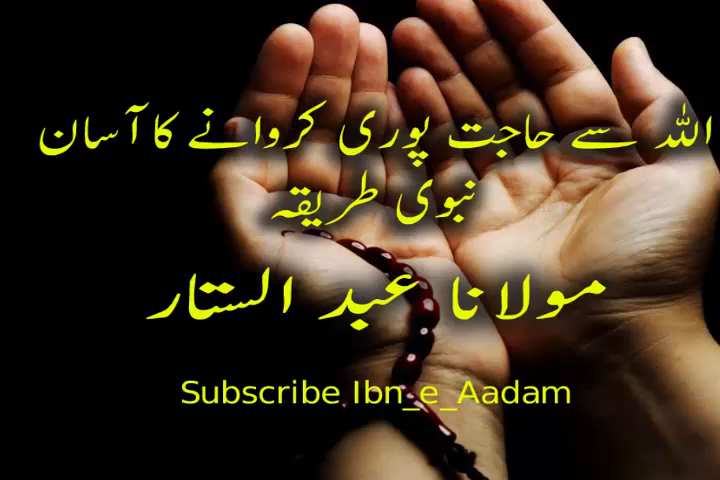 اللہ سے حاجت پوری کروانے کا آسان
نبوی طریقہ
مولانا عبد الستار
Subscribe Ibn_e_Aadam